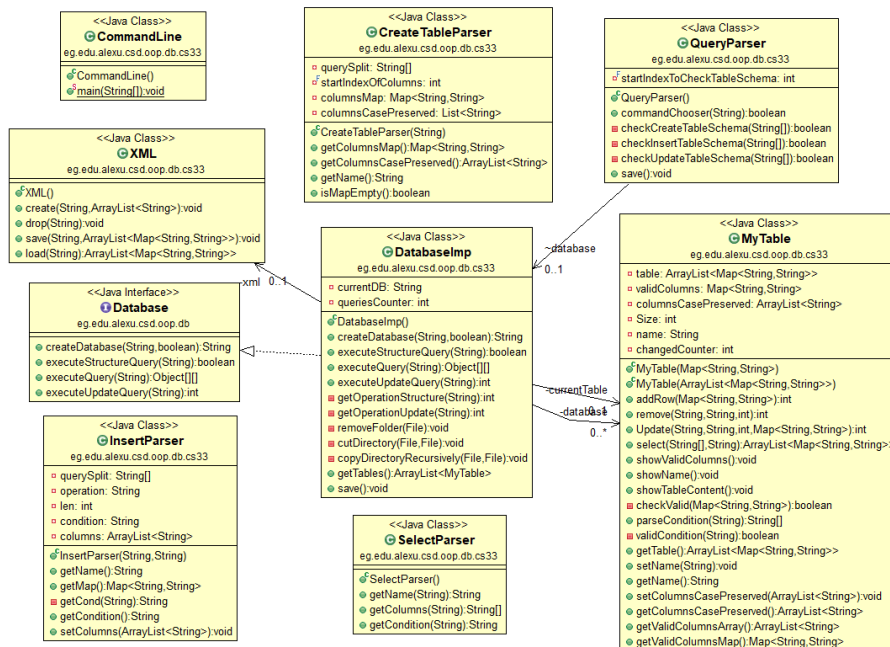 <<Java Class>>
CommandLine
eg.edu.alexu.csd.oop.db.cs33
CommandLine()
main(String[]):void
<<Java Class>>
CreateTableParser
eg.edu.alexu.csd.oop.db.cs33
querySplit: String[]
startIndexOfColumns: int
columnsMap: Map<String,String>
columnsCasePreserved: List<String>
CreateTableParser(String)
getColumnsMap():Map<String,String>
getColumnsCasePreserved():ArrayList<String>
getName():String
isMapEmpty():boolean
<<Java Class>>
QueryParser
eg.edu.alexu.csd.oop.db.cs33
startIndexToCheckTableSchema: int
QueryParser()
commandChooser(String):boolean
checkCreateTableSchema(String[]):boolean
checkInsertTableSchema(String[]):boolean
checkUpdateTableSchema(String[]):boolean
save():void
<<Java Class>>
XML
eg.edu.alexu.csd.oop.db.cs33
XML()
create(String,ArrayList<String>):void
drop(String):void
save(String,ArrayList<Map<String,String>>):void
load(String):ArrayList<Map<String,String>>
-xml
0..1
~database
0..1
<<Java Interface>>
Database
eg.edu.alexu.csd.oop.db
createDatabase(String,boolean):String
executeStructureQuery(String):boolean
executeQuery(String):Object[][]
executeUpdateQuery(String):int
<<Java Class>>
DatabaseImp
eg.edu.alexu.csd.oop.db.cs33
currentDB: String
queriesCounter: int
DatabaseImp()
createDatabase(String,boolean):String
executeStructureQuery(String):boolean
executeQuery(String):Object[][]
executeUpdateQuery(String):int
getOperationStructure(String):int
getOperationUpdate(String):int
removeFolder(File):void
cutDirectory(File,File):void
copyDirectoryRecursively(File,File):void
getTables():ArrayList<MyTable>
save():void
-currentTable
0..1
-database
0..*
<<Java Class>>
MyTable
eg.edu.alexu.csd.oop.db.cs33
table: ArrayList<Map<String,String>>
validColumns: Map<String,String>
columnsCasePreserved: ArrayList<String>
Size: int
name: String
changedCounter: int
MyTable(Map<String,String>)
MyTable(ArrayList<Map<String,String>>)
addRow(Map<String,String>):int
remove(String,int):int
Update(String,String,int,Map<String,String>):int
select(String[],String):ArrayList<Map<String,String>>
showValidColumns():void
showName():void
showTableContent():void
checkValid(Map<String,String>):boolean
parseCondition(String):String[]
validCondition(String):boolean
getTable():ArrayList<Map<String,String>>
setName(String):void
getName():String
setColumnsCasePreserved(ArrayList<String>):void
getColumnsCasePreserved():ArrayList<String>
getValidColumnsArray():ArrayList<String>
getValidColumnsMap():Map<String,String>
<<Java Class>>
InsertParser
eg.edu.alexu.csd.oop.db.cs33
querySplit: String[]
operation: String
len: int
condition: String
columns: ArrayList<String>
InsertParser(String,String)
getName():String
getMap():Map<String,String>
getCond(String):String
getCondition():String
setColumns(ArrayList<String>):void
<<Java Class>>
SelectParser
eg.edu.alexu.csd.oop.db.cs33
SelectParser()
getName(String):String
getColumns(String):String[]
getCondition(String):String